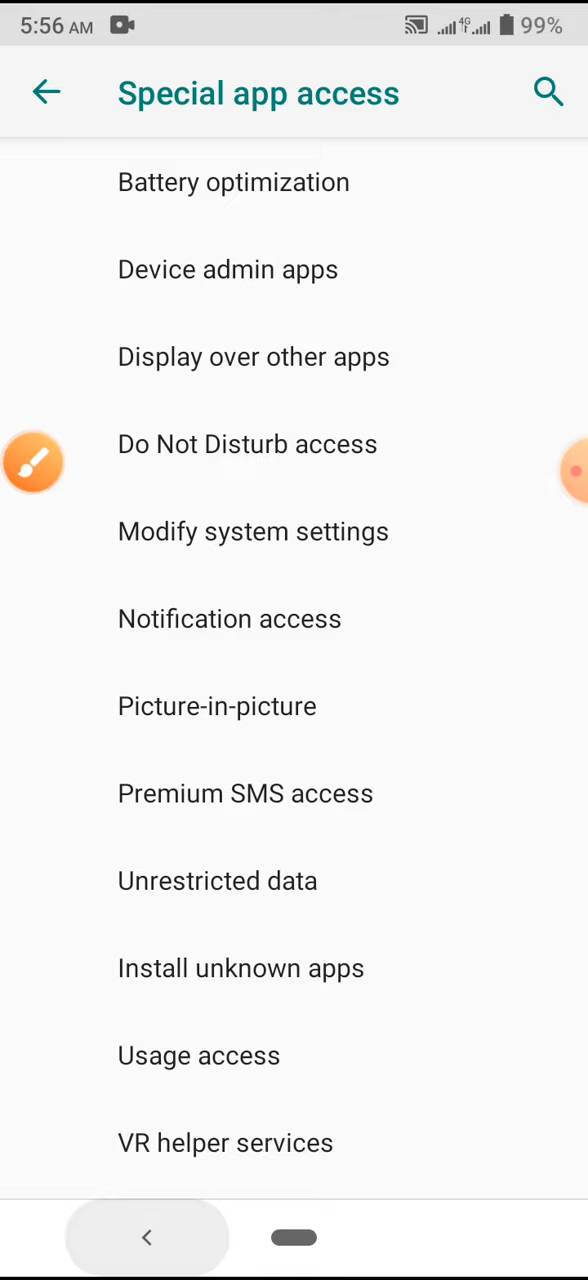 5:56 AM 4G 99%
Special app access
Battery optimization
Device admin apps
Display over other apps
Do Not Disturb access
Modify system settings
Notification access
Picture-in-picture
Premium SMS access
Unrestricted data
Install unknown apps
Usage access
VR helper services